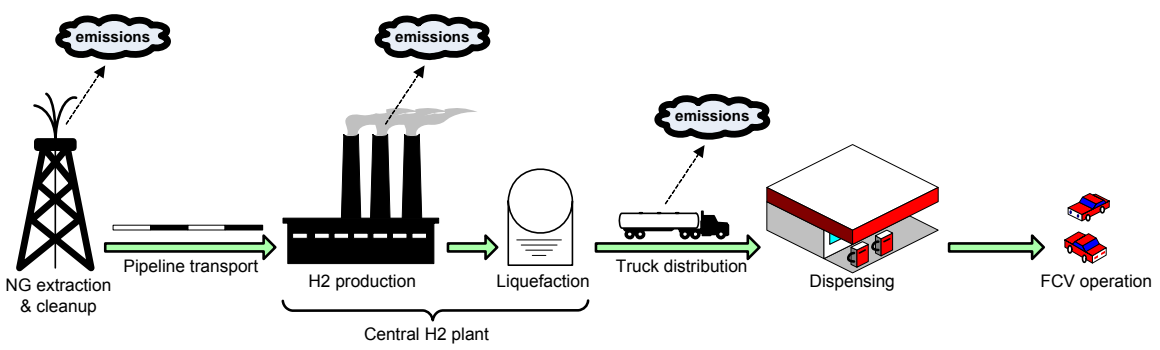 emissions
emissions
emissions
Pipeline transport
NG extraction
& cleanup
H2 production
Liquefaction
Truck distribution
Dispensing
FCV operation
Central H2 plant